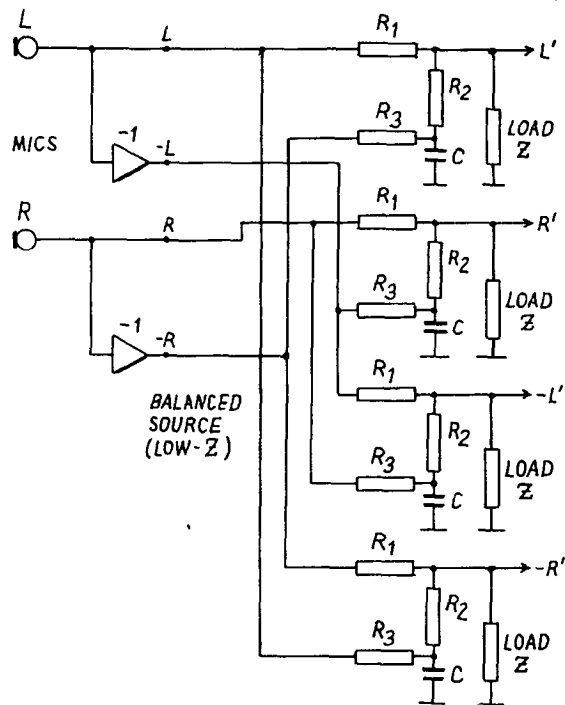 L
L
R1
L'
R2
MICS
R3
LOAD
Z
-1
-L
C
R
R
R1
R'
R2
R3
LOAD
Z
-1
-R
C
R1
-L'
BALANCED
SOURCE
(LOW-Z)
R2
R3
LOAD
Z
C
R1
-R'
R2
R3
LOAD
Z
C